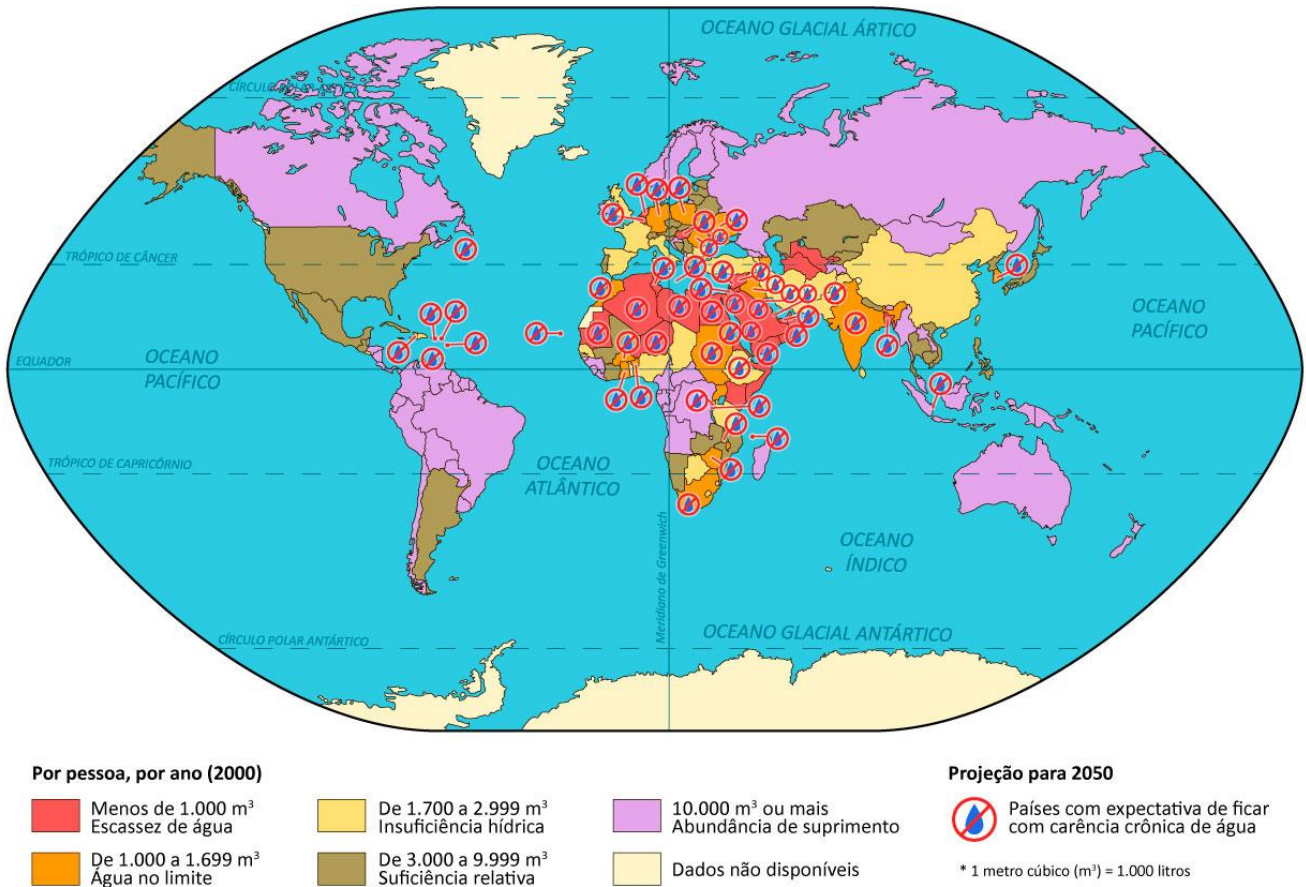 OCEANO GLACIAL ÁRTICO
CÍRCULO POLAR ÁRTICO
TRÓPICO DE CÂNCER
OCEANO
PACÍFICO
EQUADOR
OCEANO
PACÍFICO
TRÓPICO DE CAPRICÓRNIO
OCEANO
ATLÂNTICO
Meridiano de Greenwich
OCEANO
ÍNDICO
CÍRCULO POLAR ANTÁRTICO
OCEANO GLACIAL ANTÁRTICO
Por pessoa, por ano (2000)
Menos de 1.000 m³
Escassez de água
De 1.000 a 1.699 m³
Água no limite
De 1.700 a 2.999 m³
Insuficiência hídrica
De 3.000 a 9.999 m³
Suficiência relativa
10.000 m³ ou mais
Abundância de suprimento
Dados não disponíveis
Projeção para 2050
Países com expectativa de ficar
com carência crônica de água
* 1 metro cúbico (m³) = 1.000 litros